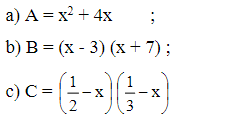 a) A = x² + 4x ;
b) B = (x - 3) (x + 7) ;
c) C = (1/2 - x)(1/3 - x)